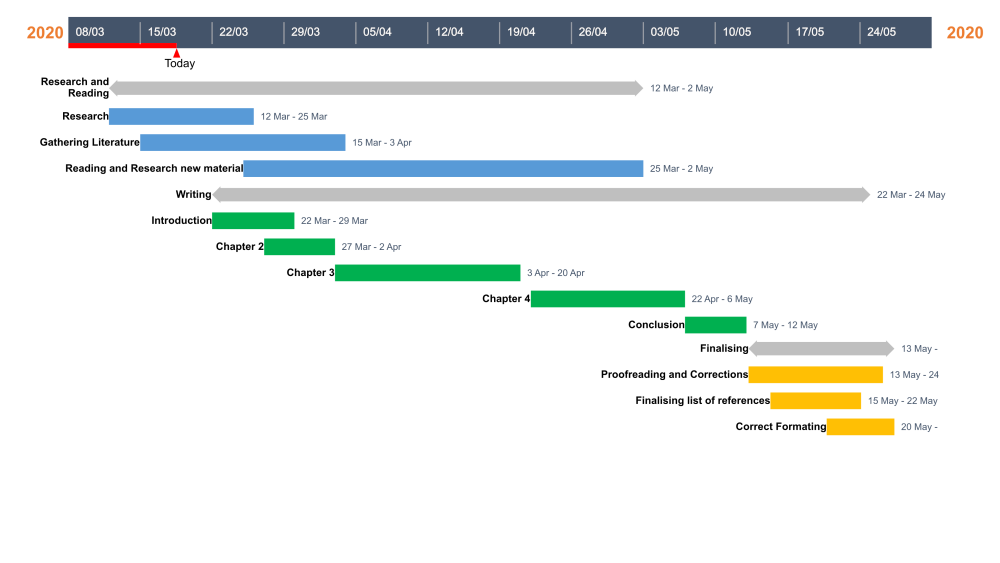 2020 08/03 15/03 22/03 29/03 05/04 12/04 19/04 26/04 03/05 10/05 17/05 24/05 2020
Today
Research and
Reading
12 Mar - 2 May
Research 12 Mar - 25 Mar
Gathering Literature 15 Mar - 3 Apr
Reading and Research new material 25 Mar - 2 May
Writing 22 Mar - 24 May
Introduction 22 Mar - 29 Mar
Chapter 2 27 Mar - 2 Apr
Chapter 3 3 Apr - 20 Apr
Chapter 4 22 Apr - 6 May
Conclusion 7 May - 12 May
Finalising 13 May -
Proofreading and Corrections 13 May - 24
Finalising list of references 15 May - 22 May
Correct Formating 20 May -